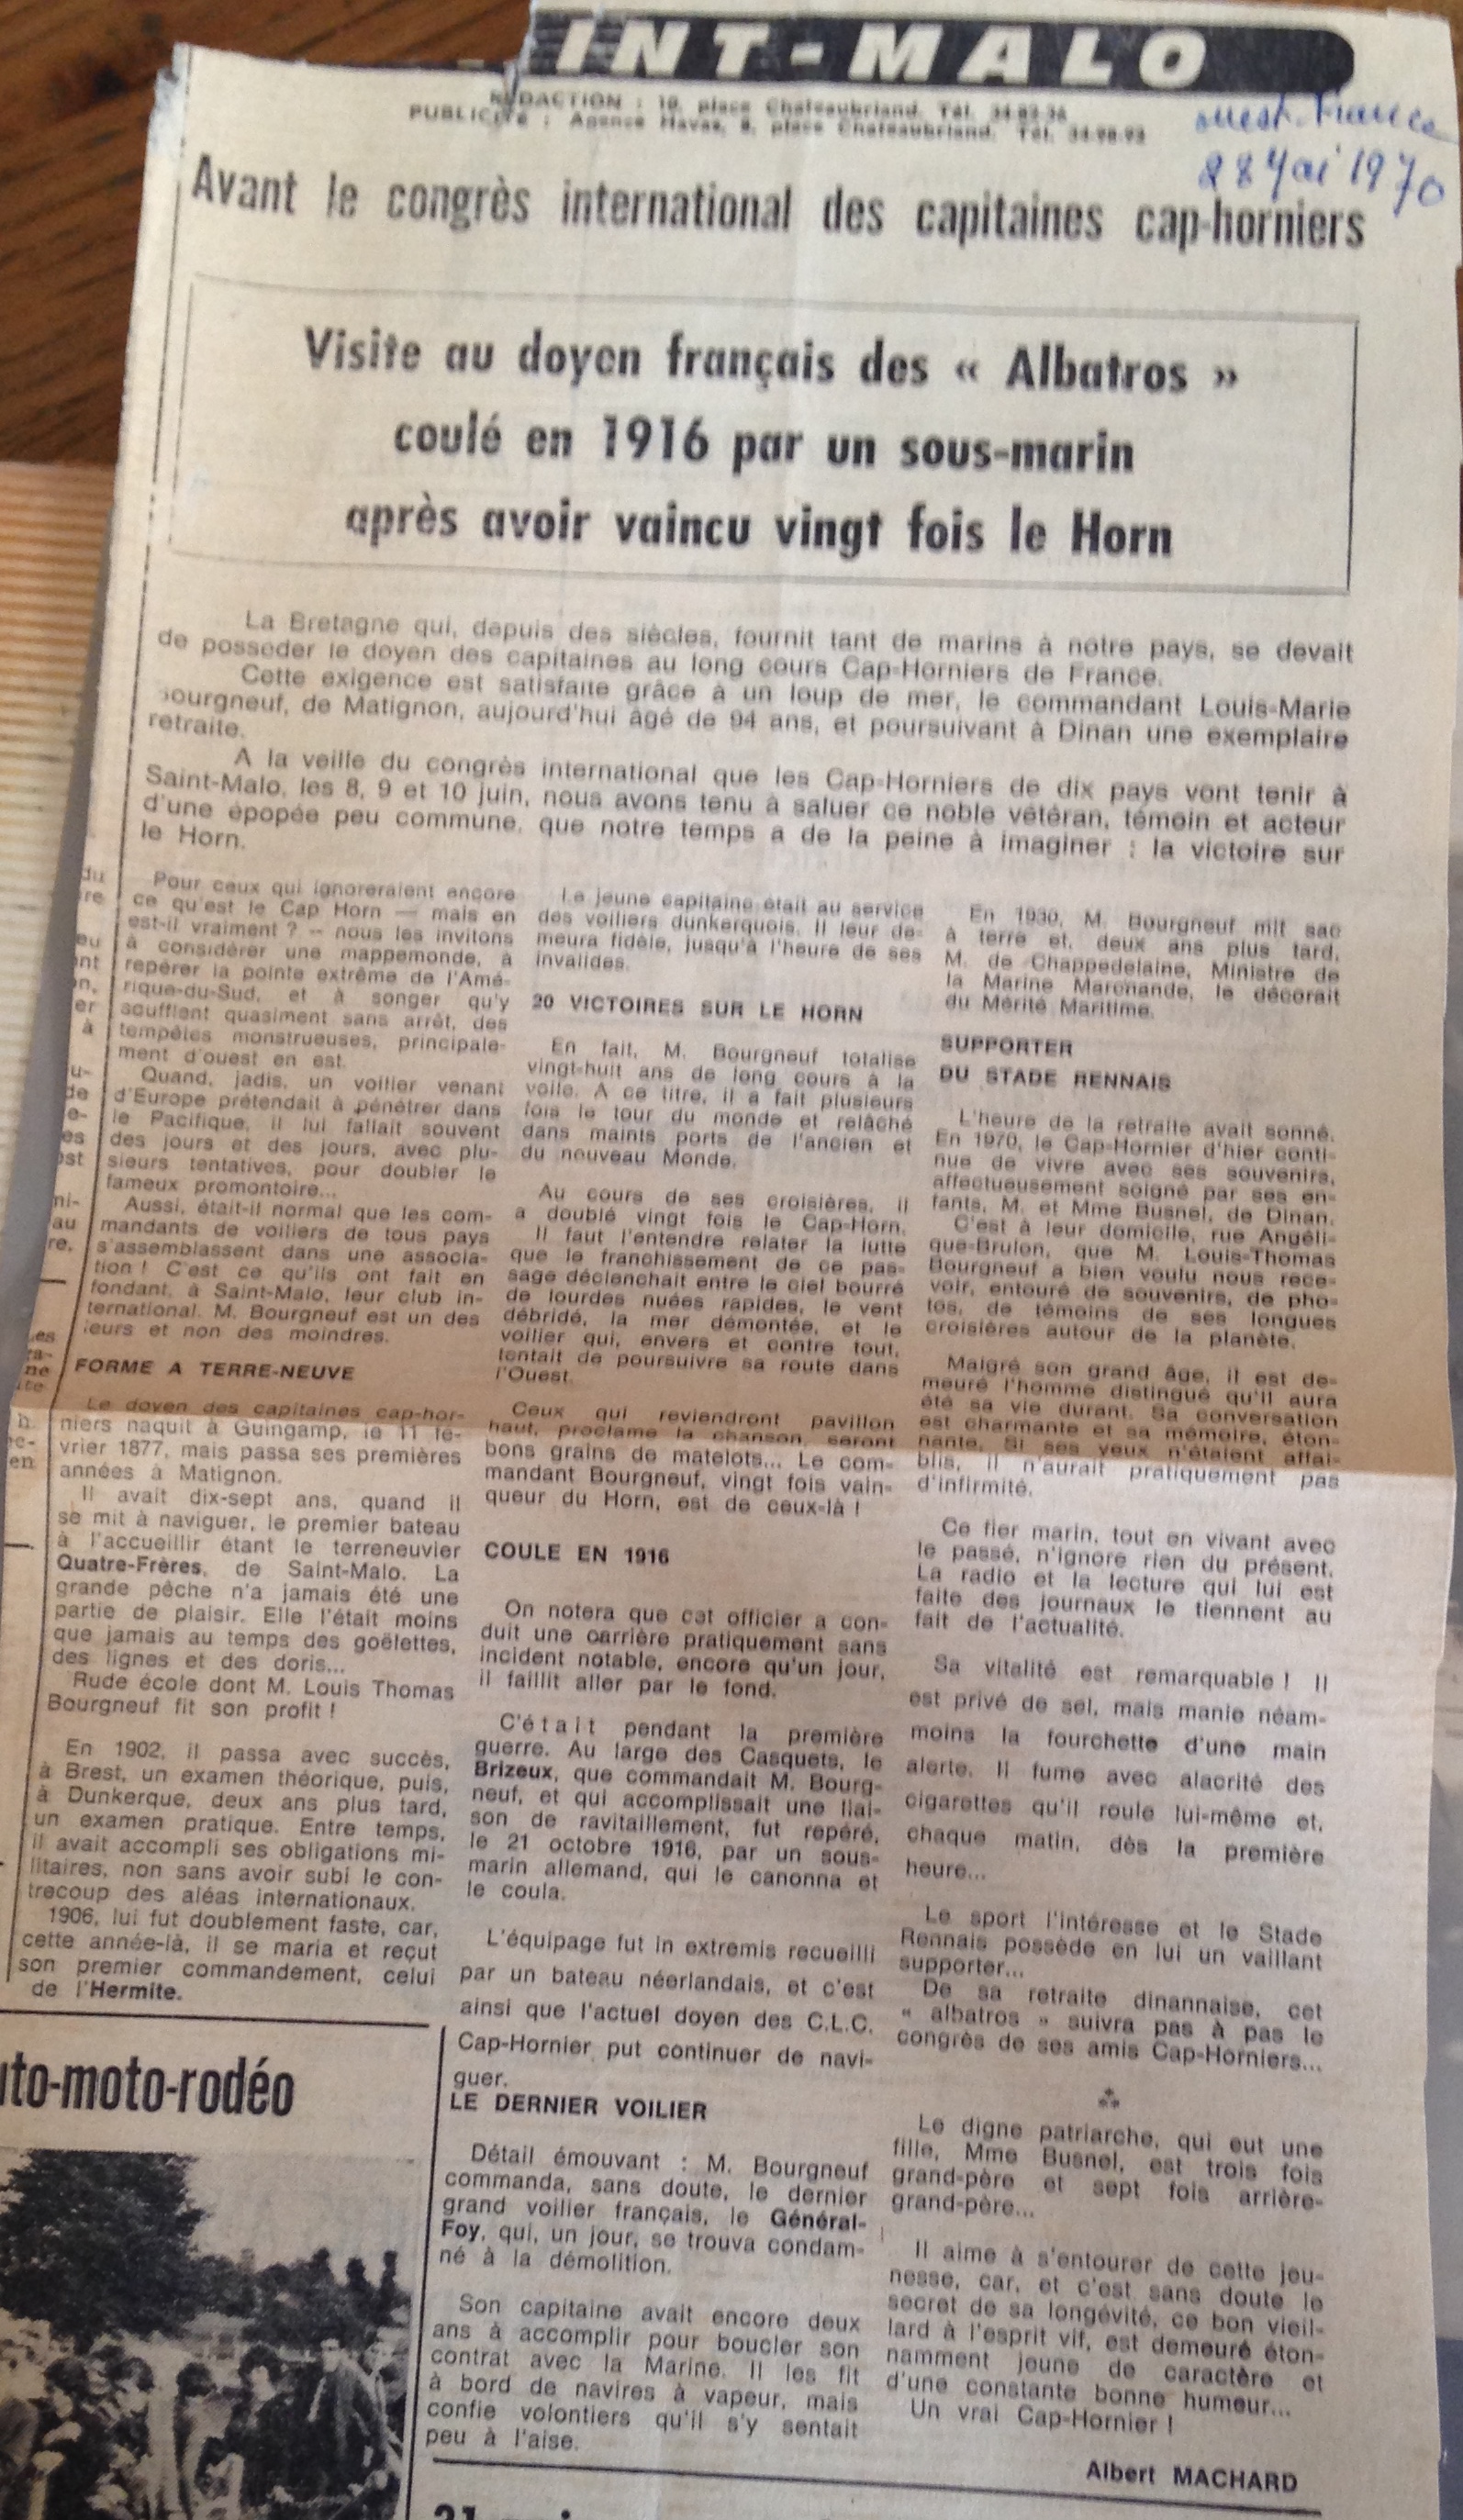 INT-MALO
RÉDACTION : 10, place Chateaubriand. Tél. 34-83-36
PUBLICITÉ : Agence Havas, 8, place Chateaubriand. Tél. 34-98-93
ouest-France
28 Mai 1970
Avant le congrès international des capitaines cap-horniers
Visite au doyen français des « Albatros »
coulé en 1916 par un sous-marin
après avoir vaincu vingt fois le Horn
La Bretagne qui, depuis des siècles, fournit tant de marins à notre pays, se devait
de posséder le doyen des capitaines au long cours Cap-Horniers de France.
Cette exigence est satisfaite grâce à un loup de mer, le commandant Louis-Marie
ourgneuf, de Matignon, aujourd'hui âgé de 94 ans, et poursuivant à Dinan une exemplaire
retraite.
A la veille du congrès international que les Cap-Horniers de dix pays vont tenir à
Saint-Malo, les 8, 9 et 10 juin, nous avons tenu à saluer ce noble vétéran, témoin et acteur
d'une épopée peu commune, que notre temps a de la peine à imaginer : la victoire sur
le Horn.
Pour ceux qui ignoreraient encore
ce qu'est le Cap Horn — mais en
est-il vraiment ? — nous les invitons
à considérer une mappemonde, à
repérer la pointe extrême de l'Amé-
rique-du-Sud, et à songer qu'y
soufflent quasiment sans arrêt, des
tempêtes monstrueuses, principale-
ment d'ouest en est.
Quand, jadis, un voilier venant
d'Europe prétendait à pénétrer dans
le Pacifique, il lui fallait souvent
des jours et des jours, avec plu-
sieurs tentatives, pour doubler le
fameux promontoire...
Aussi, était-il normal que les com-
mandants de voiliers de tous pays
s'assemblassent dans une associa-
tion ! C'est ce qu'ils ont fait en
fondant, à Saint-Malo, leur club in-
ternational. M. Bourgneuf est un des
leurs et non des moindres.
FORME A TERRE-NEUVE
Le doyen des capitaines cap-hor-
niers naquit à Guingamp, le 11 fé-
vrier 1877, mais passa ses premières
années à Matignon.
Il avait dix-sept ans, quand il
se mit à naviguer, le premier bateau
à l'accueillir étant le terreneuvier
Quatre-Frères, de Saint-Malo. La
grande pêche n'a jamais été une
partie de plaisir. Elle l'était moins
que jamais au temps des goélettes,
des lignes et des doris...
Rude école dont M. Louis Thomas
Bourgneuf fit son profit !
En 1902, il passa avec succès,
à Brest, un examen théorique, puis,
à Dunkerque, deux ans plus tard,
un examen pratique. Entre temps,
il avait accompli ses obligations mi-
litaires, non sans avoir subi le con-
trecoup des aléas internationaux.
1906, lui fut doublement faste, car,
cette année-là, il se maria et reçut
son premier commandement, celui
de l'Hermite.
Le jeune capitaine était au service
des voiliers dunkerquois. Il leur de-
meura fidèle, jusqu'à l'heure de ses
invalides.
20 VICTOIRES SUR LE HORN
En fait, M. Bourgneuf totalise
vingt-huit ans de long cours à la
voile. A ce titre, il a fait plusieurs
fois le tour du monde et relâché
dans maints ports de l'ancien et
du nouveau Monde.
Au cours de ses croisières, il
a doublé vingt fois le Cap-Horn.
Il faut l'entendre relater la lutte
que le franchissement de ce pas-
sage déclenchait entre le ciel bourré
de lourdes nuées rapides, le vent
débridé, la mer démontée, et le
voilier qui, envers et contre tout,
tentait de poursuivre sa route dans
l'Ouest.
Ceux qui reviendront pavillon
haut, proclame la chanson, seront
bons grains de matelots... Le com-
mandant Bourgneuf, vingt fois vain-
queur du Horn, est de ceux-là !
COULE EN 1916
On notera que cet officier a con-
duit une carrière pratiquement sans
incident notable, encore qu'un jour,
il faillit aller par le fond.
C'était pendant la première
guerre. Au large des Casquets, le
Brizeux, que commandait M. Bourg-
neuf, et qui accomplissait une liai-
son de ravitaillement, fut repéré,
le 21 octobre 1916, par un sous-
marin allemand, qui le canonna et
le coula.
L'équipage fut in extremis recueilli
par un bateau néerlandais, et c'est
ainsi que l'actuel doyen des C.L.C.
Cap-Hornier put continuer de navi-
guer.
LE DERNIER VOILIER
Détail émouvant : M. Bourgneuf
commanda, sans doute, le dernier
grand voilier français, le Général-
Foy, qui, un jour, se trouva condam-
né à la démolition.
Son capitaine avait encore deux
ans à accomplir pour boucler son
contrat avec la Marine. Il les fit
à bord de navires à vapeur, mais
confie volontiers qu'il s'y sentait
peu à l'aise.
En 1930, M. Bourgneuf mit sac
à terre et, deux ans plus tard,
M. de Chappedelaine, Ministre de
la Marine Marchande, le décorait
du Mérité Maritime.
SUPPORTER
DU STADE RENNAIS
L'heure de la retraite avait sonné.
En 1970, le Cap-Hornier d'hier conti-
nue de vivre avec ses souvenirs,
affectueusement soigné par ses en-
fants, M. et Mme Busnel, de Dinan.
C'est à leur domicile, rue Angéli-
que-Brulon, que M. Louis-Thomas
Bourgneuf a bien voulu nous rece-
voir, entouré de souvenirs, de pho-
tos, de témoins de ses longues
croisières autour de la planète.
Malgré son grand âge, il est de-
meuré l'homme distingué qu'il aura
été sa vie durant. Sa conversation
est charmante et sa mémoire, éton-
nante. Si ses yeux n'étaient affai-
blis, il n'aurait pratiquement pas
d'infirmité.
Ce fier marin, tout en vivant avec
le passé, n'ignore rien du présent.
La radio et la lecture qui lui est
faite des journaux le tiennent au
fait de l'actualité.
Sa vitalité est remarquable ! Il
est privé de sel, mais manie néam-
moins la fourchette d'une main
alerte. Il fume avec alacrité des
cigarettes qu'il roule lui-même et,
chaque matin, dès la première
heure...
Le sport l'intéresse et le Stade
Rennais possède en lui un vaillant
supporter...
De sa retraite dinannaise, cet
« albatros » suivra pas à pas le
congrès de ses amis Cap-Horniers...
Le digne patriarche, qui eut une
fille, Mme Busnel, est trois fois
grand-père et sept fois arrière-
grand-père...
Il aime à s'entourer de cette jeu-
nesse, car, et c'est sans doute le
secret de sa longévité, ce bon vieil-
lard à l'esprit vif, est demeuré éton-
namment jeune de caractère et
d'une constante bonne humeur...
Un vrai Cap-Hornier !
Albert MACHARD
uto-moto-rodéo